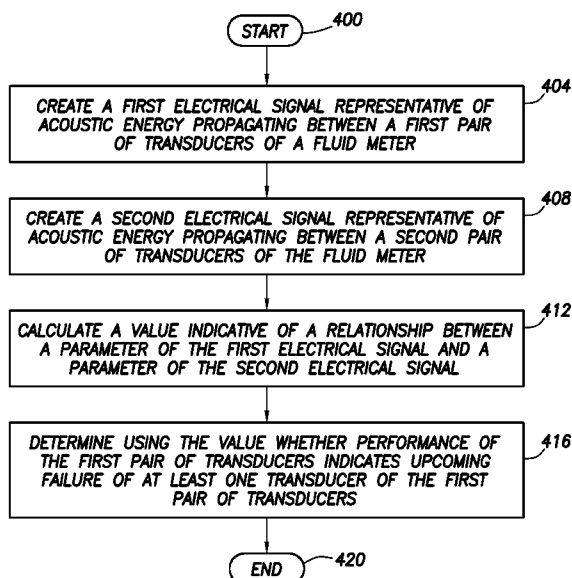 START
400
404
CREATE A FIRST ELECTRICAL SIGNAL REPRESENTATIVE OF
ACOUSTIC ENERGY PROPAGATING BETWEEN A FIRST PAIR
OF TRANSDUCERS OF A FLUID METER
408
CREATE A SECOND ELECTRICAL SIGNAL REPRESENTATIVE OF
ACOUSTIC ENERGY PROPAGATING BETWEEN A SECOND PAIR
OF TRANSDUCERS OF THE FLUID METER
412
CALCULATE A VALUE INDICATIVE OF A RELATIONSHIP BETWEEN
A PARAMETER OF THE FIRST ELECTRICAL SIGNAL AND A
PARAMETER OF THE SECOND ELECTRICAL SIGNAL
416
DETERMINE USING THE VALUE WHETHER PERFORMANCE OF
THE FIRST PAIR OF TRANSDUCERS INDICATES UPCOMING
FAILURE OF AT LEAST ONE TRANSDUCER OF THE FIRST
PAIR OF TRANSDUCERS
END
420